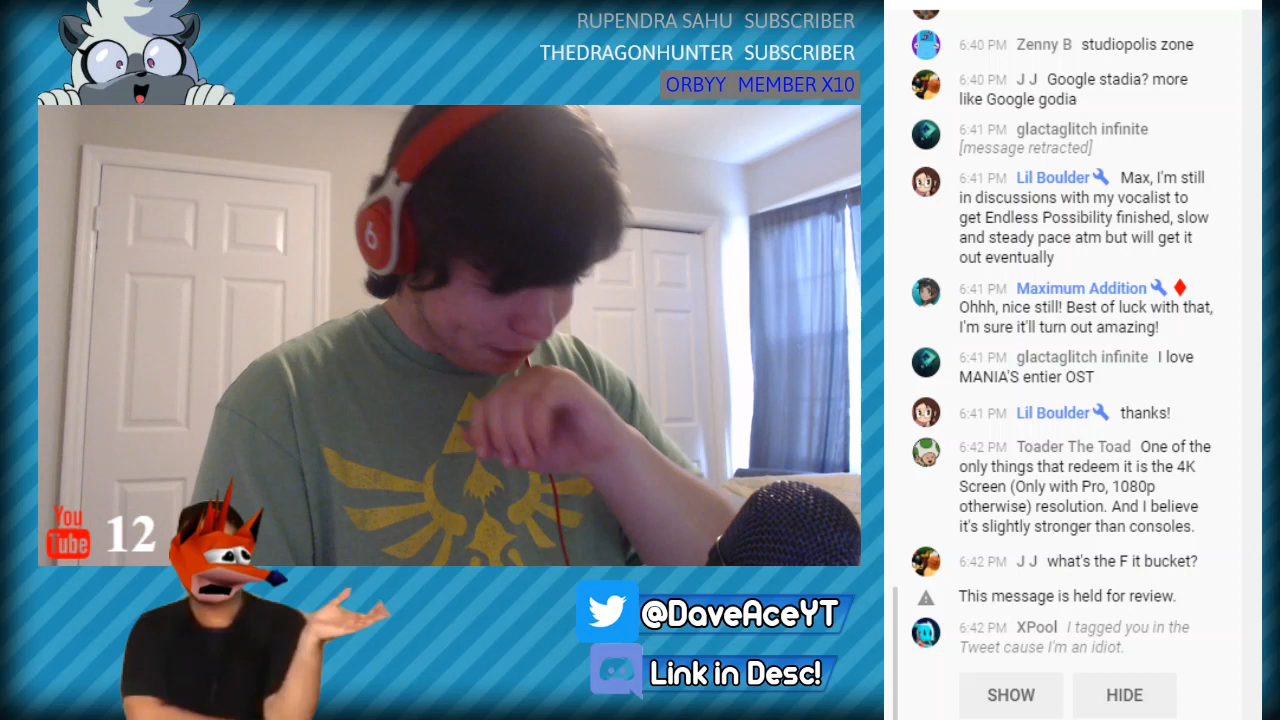 RUPENDRA SAHU SUBSCRIBER
THEDRAGONHUNTER SUBSCRIBER
ORBYY MEMBER X10
You
Tube
12
@DaveAceYT
Link in Desc!
6:40 PM Zenny B studiopolis zone
6:40 PM J J Google stadia? more
like Google godia
6:41 PM glactaglitch infinite
[message retracted]
6:41 PM Lil Boulder Max, I'm still
in discussions with my vocalist to
get Endless Possibility finished, slow
and steady pace atm but will get it
out eventually
6:41 PM Maximum Addition
Ohhh, nice still! Best of luck with that,
I'm sure it'll turn out amazing!
6:41 PM glactaglitch infinite I love
MANIA'S entier OST
6:41 PM Lil Boulder thanks!
6:42 PM Toader The Toad One of the
only things that redeem it is the 4K
Screen (Only with Pro, 1080p
otherwise) resolution. And I believe
it's slightly stronger than consoles.
6:42 PM J J what's the F it bucket?
This message is held for review.
6:42 PM XPool I tagged you in the
Tweet cause I'm an idiot.
SHOW HIDE